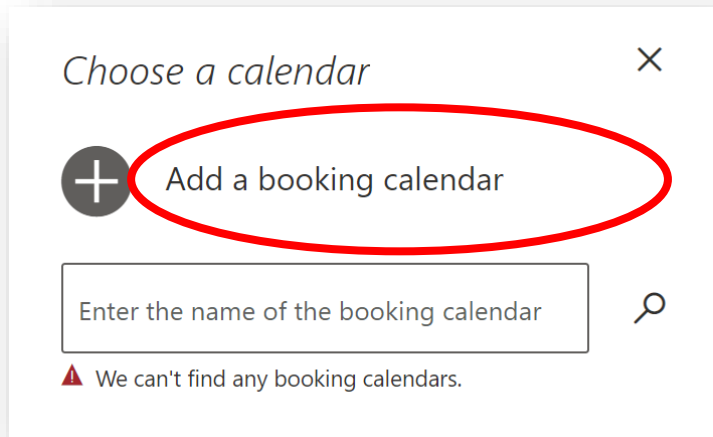 Choose a calendar
Add a booking calendar
Enter the name of the booking calendar
We can't find any booking calendars.